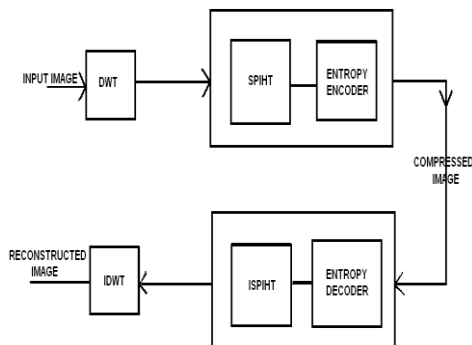 INPUT IMAGE
DWT
SPIHT
ENTROPY
ENCODER
COMPRESSED
IMAGE
RECONSTRUCTED
IMAGE
IDWT
ISPIHT
ENTROPY
DECODER